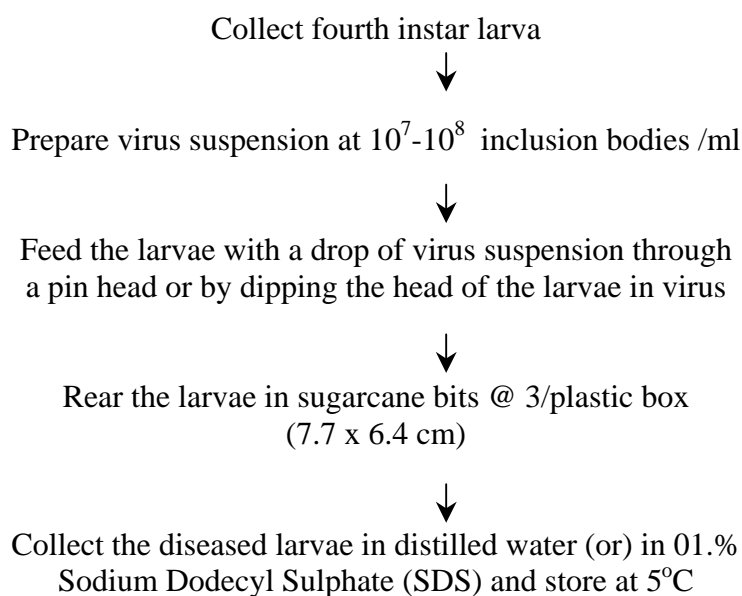 Collect fourth instar larva
Prepare virus suspension at 10⁷-10⁸ inclusion bodies /ml
Feed the larvae with a drop of virus suspension through
a pin head or by dipping the head of the larvae in virus
Rear the larvae in sugarcane bits @ 3/plastic box
(7.7 x 6.4 cm)
Collect the diseased larvae in distilled water (or) in 01.%
Sodium Dodecyl Sulphate (SDS) and store at 5°C